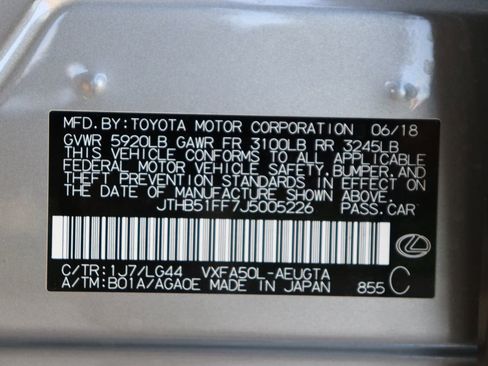 MFD. BY: TOYOTA MOTOR CORPORATION 06/18
GVWR 5920LB GAWR FR 3100LB RR 3245LB
THIS VEHICLE CONFORMS TO ALL APPLICABLE
FEDERAL MOTOR VEHICLE SAFETY, BUMPER, AND
THEFT PREVENTION STANDARDS IN EFFECT ON
THE DATE OF MANUFACTURE SHOWN ABOVE.
JTHB51FF7J5005226 PASS. CAR
C/TR: 1J7/LG44 VXFA50L-AEUGTA
A/TM: B01A/AGA0E MADE IN JAPAN 855 C